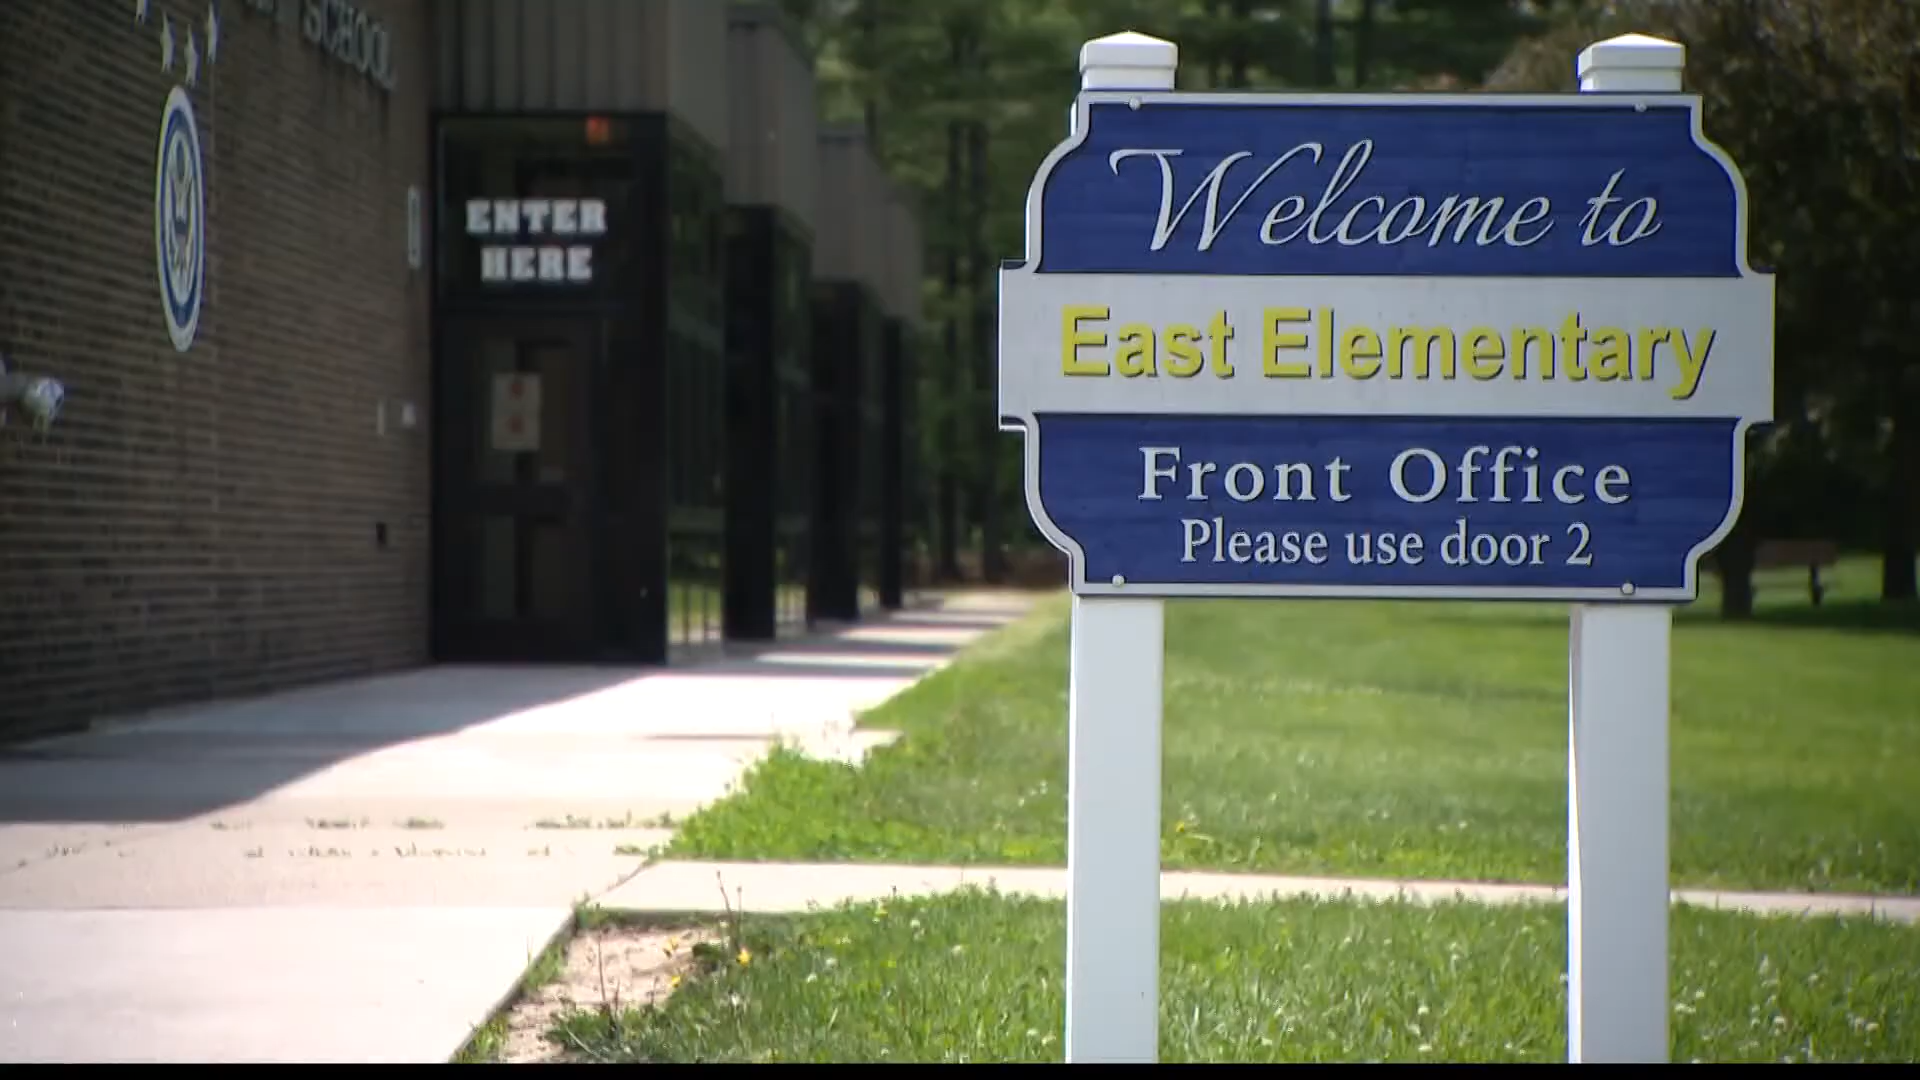 SCHOOL
ENTER
HERE
Welcome to
East Elementary
Front Office
Please use door 2